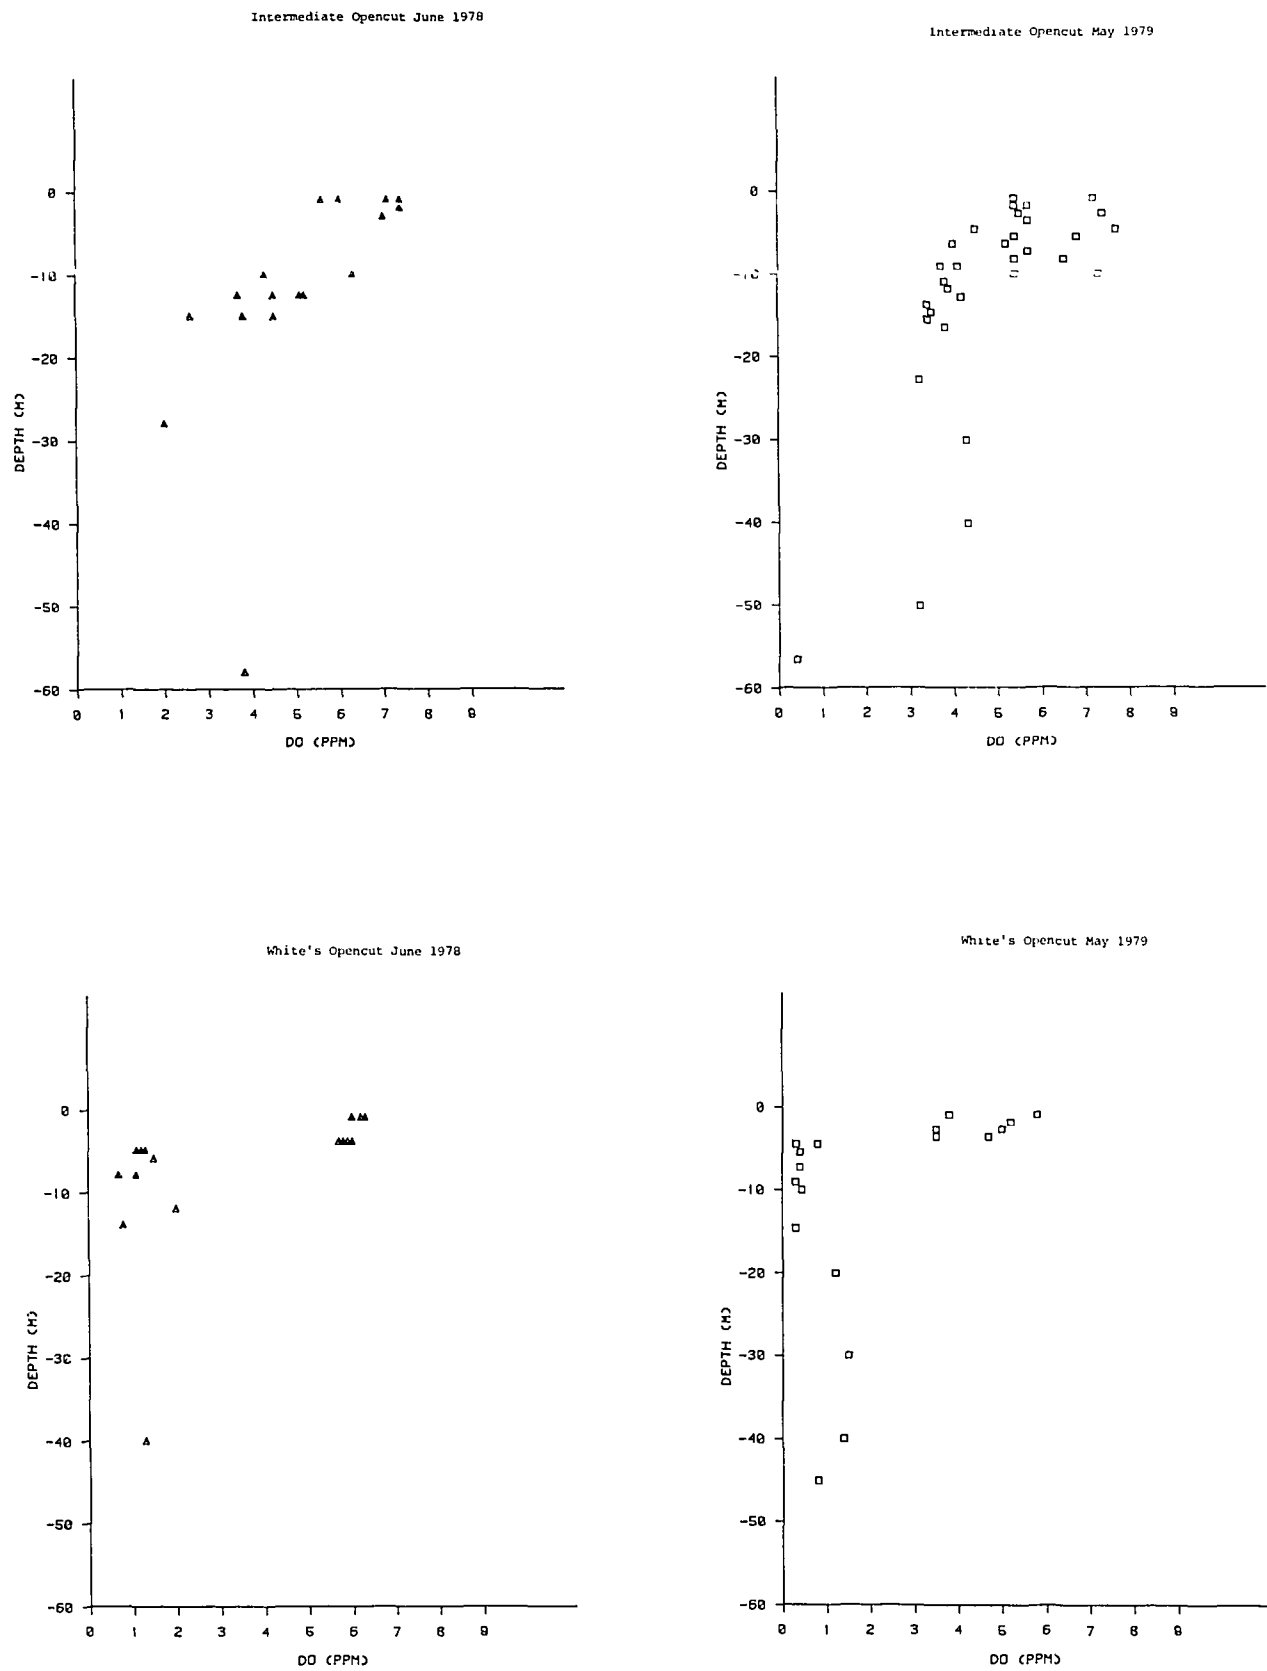 Intermediate Opencut June 1978
0
-10
-20
-30
-40
-50
-60
DEPTH (M)
0 1 2 3 4 5 6 7 8 9
DO (PPM)
Intermediate Opencut May 1979
0
-10
-20
-30
-40
-50
-60
DEPTH (M)
0 1 2 3 4 5 6 7 8 9
DO (PPM)
White's Opencut June 1978
0
-10
-20
-30
-40
-50
-60
DEPTH (M)
0 1 2 3 4 5 6 7 8 9
DO (PPM)
White's Opencut May 1979
0
-10
-20
-30
-40
-50
-60
DEPTH (M)
0 1 2 3 4 5 6 7 8 9
DO (PPM)